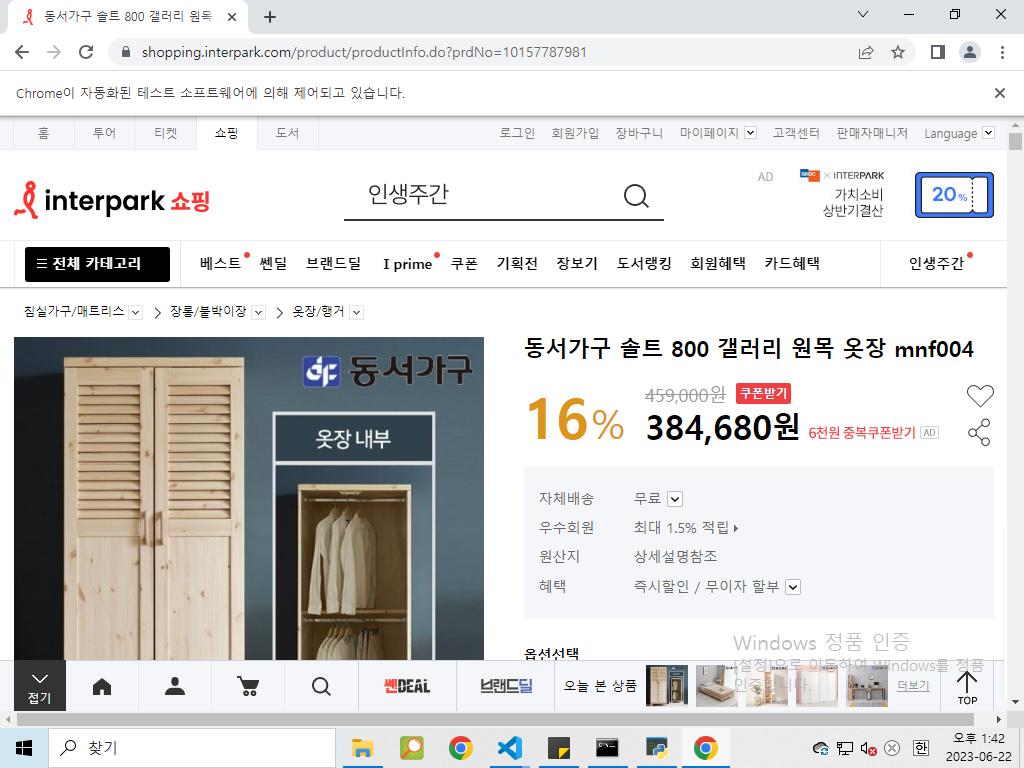 동서가구 솔트 800 갤러리 원목
shopping.interpark.com/product/productInfo.do?prdNo=10157787981
Chrome이 자동화된 테스트 소프트웨어에 의해 제어되고 있습니다.
홈 투어 티켓 쇼핑 도서 로그인 회원가입 장바구니 마이페이지 고객센터 판매자매니저 Language
interpark 쇼핑
인생주간
AD
× INTERPARK
가치소비
상반기결산
20%
전체 카테고리 베스트 쎈딜 브랜드딜 I prime 쿠폰 기획전 장보기 도서랭킹 회원혜택 카드혜택 인생주간
침실가구/매트리스 장롱/붙박이장 옷장/행거
동서가구
옷장 내부
동서가구 솔트 800 갤러리 원목 옷장 mnf004
16%
459,000원 쿠폰받기
384,680원 6천원 중복쿠폰받기 AD
자체배송 무료
우수회원 최대 1.5% 적립
원산지 상세설명참조
혜택 즉시할인 / 무이자 할부
옵션선택
Windows 정품 인증
[설정]으로 이동하여 Windows를 정품
인증합니다.
접기
쎈DEAL
브랜드딜
오늘 본 상품
더보기
TOP
찾기
한
오후 1:42
2023-06-22